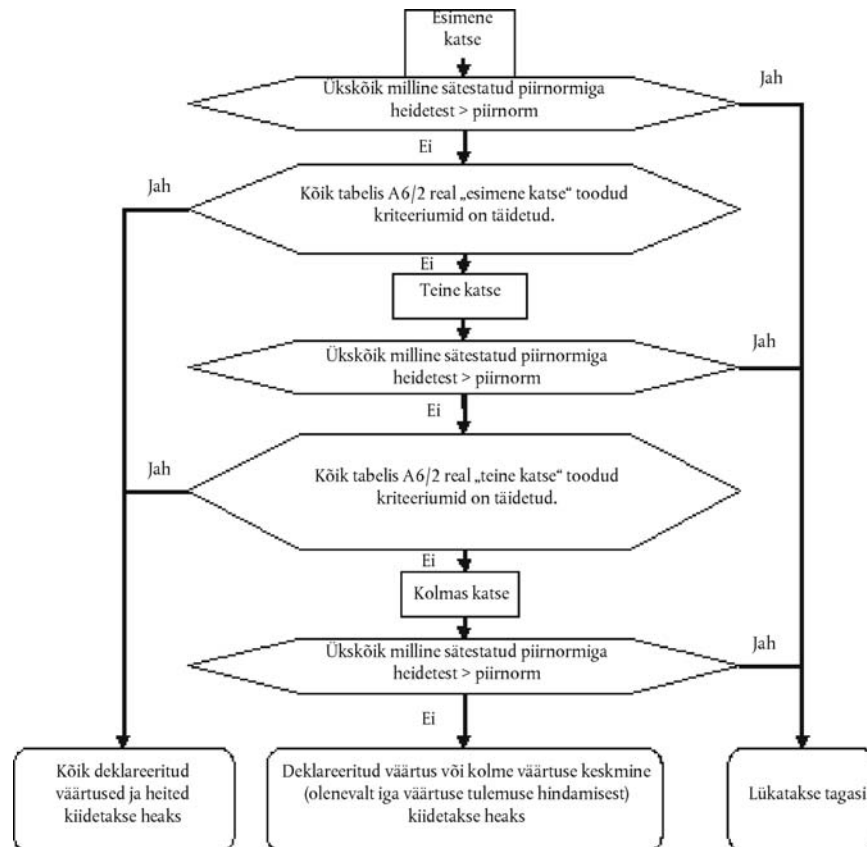 Esimene
katse
Jah
Ükskõik milline sätestatud piirnormiga
heidetest > piirnorm
Ei
Jah
Kõik tabelis A6/2 real „esimene katse“ toodud
kriteeriumid on täidetud.
Ei
Teine katse
Jah
Ükskõik milline sätestatud piirnormiga
heidetest > piirnorm
Ei
Jah
Kõik tabelis A6/2 real „teine katse“ toodud
kriteeriumid on täidetud.
Ei
Kolmas katse
Jah
Ükskõik milline sätestatud piirnormiga
heidetest > piirnorm
Ei
Kõik deklareeritud
väärtused ja heited
kiidetakse heaks
Deklareeritud väärtus või kolme väärtuse keskmine
(olenevalt iga väärtuse tulemuse hindamisest)
kiidetakse heaks
Lükatakse tagasi